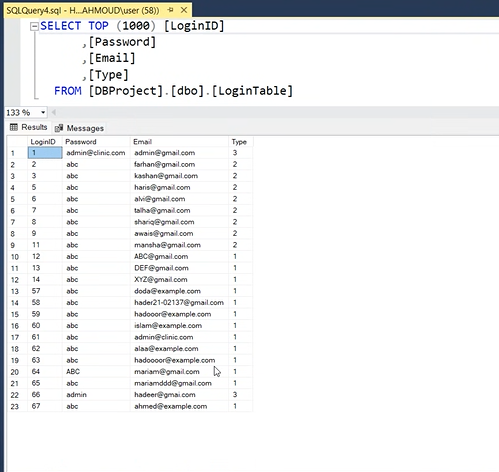 SQLQuery4.sql - H...AHMOUD\user (58))
SELECT TOP (1000) [LoginID]
,[Password]
,[Email]
,[Type]
FROM [DBProject].[dbo].[LoginTable]
133 %
Results Messages
LoginID Password Email Type
1 1 admin@clinic.com admin@gmail.com 3
2 2 abc farhan@gmail.com 2
3 3 abc kashan@gmail.com 2
4 5 abc haris@gmail.com 2
5 6 abc alvi@gmail.com 2
6 7 abc talha@gmail.com 2
7 8 abc shariq@gmail.com 2
8 9 abc awais@gmail.com 2
9 11 abc mansha@gmail.com 2
10 12 abc ABC@gmail.com 1
11 13 abc DEF@gmail.com 1
12 14 abc XYZ@gmail.com 1
13 57 abc doda@example.com 1
14 58 abc hader21-02137@gmail.com 1
15 59 abc hadooor@example.com 1
16 60 abc islam@example.com 1
17 61 abc admin@clinic.com 1
18 62 abc alaa@example.com 1
19 63 abc hadoooor@example.com 1
20 64 ABC mariam@gmail.com 1
21 65 abc mariamddd@gmail.com 1
22 66 admin hadeer@gmai.com 3
23 67 abc ahmed@example.com 1